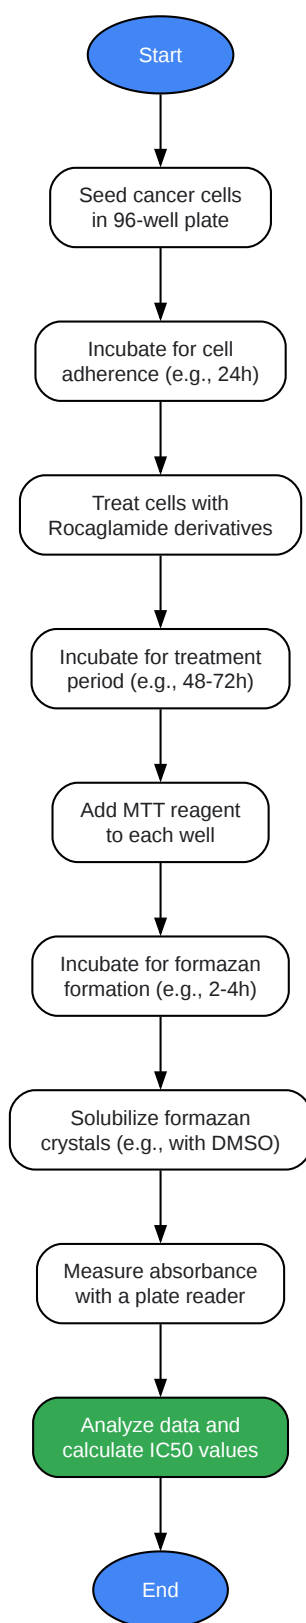 Start
Seed cancer cells
in 96-well plate
Incubate for cell
adherence (e.g., 24h)
Treat cells with
Rocaglamide derivatives
Incubate for treatment
period (e.g., 48-72h)
Add MTT reagent
to each well
Incubate for formazan
formation (e.g., 2-4h)
Solubilize formazan
crystals (e.g., with DMSO)
Measure absorbance
with a plate reader
Analyze data and
calculate IC50 values
End